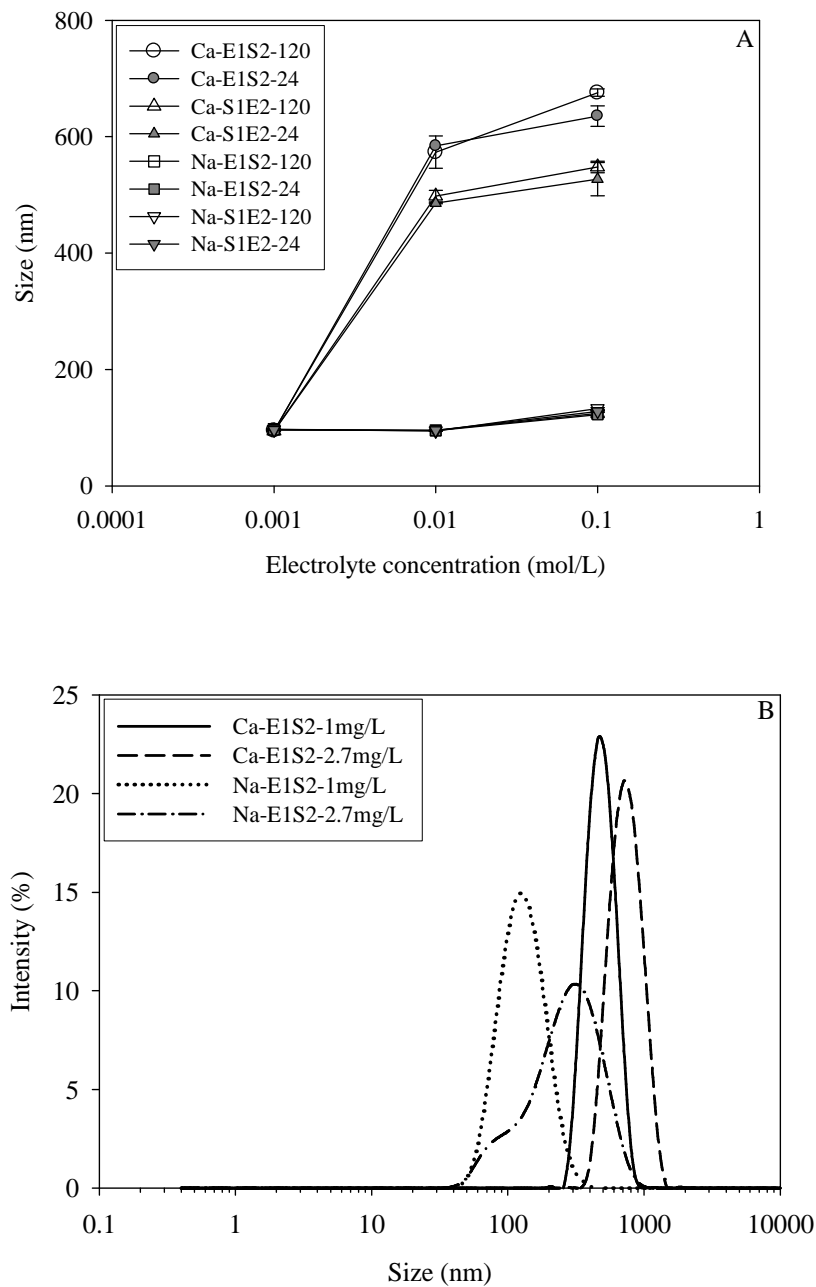 A
800
600
400
200
0
Size (nm)
Ca-E1S2-120
Ca-E1S2-24
Ca-S1E2-120
Ca-S1E2-24
Na-E1S2-120
Na-E1S2-24
Na-S1E2-120
Na-S1E2-24
0.0001 0.001 0.01 0.1 1
Electrolyte concentration (mol/L)
B
25
20
15
10
5
0
Intensity (%)
Ca-E1S2-1mg/L
Ca-E1S2-2.7mg/L
Na-E1S2-1mg/L
Na-E1S2-2.7mg/L
0.1 1 10 100 1000 10000
Size (nm)